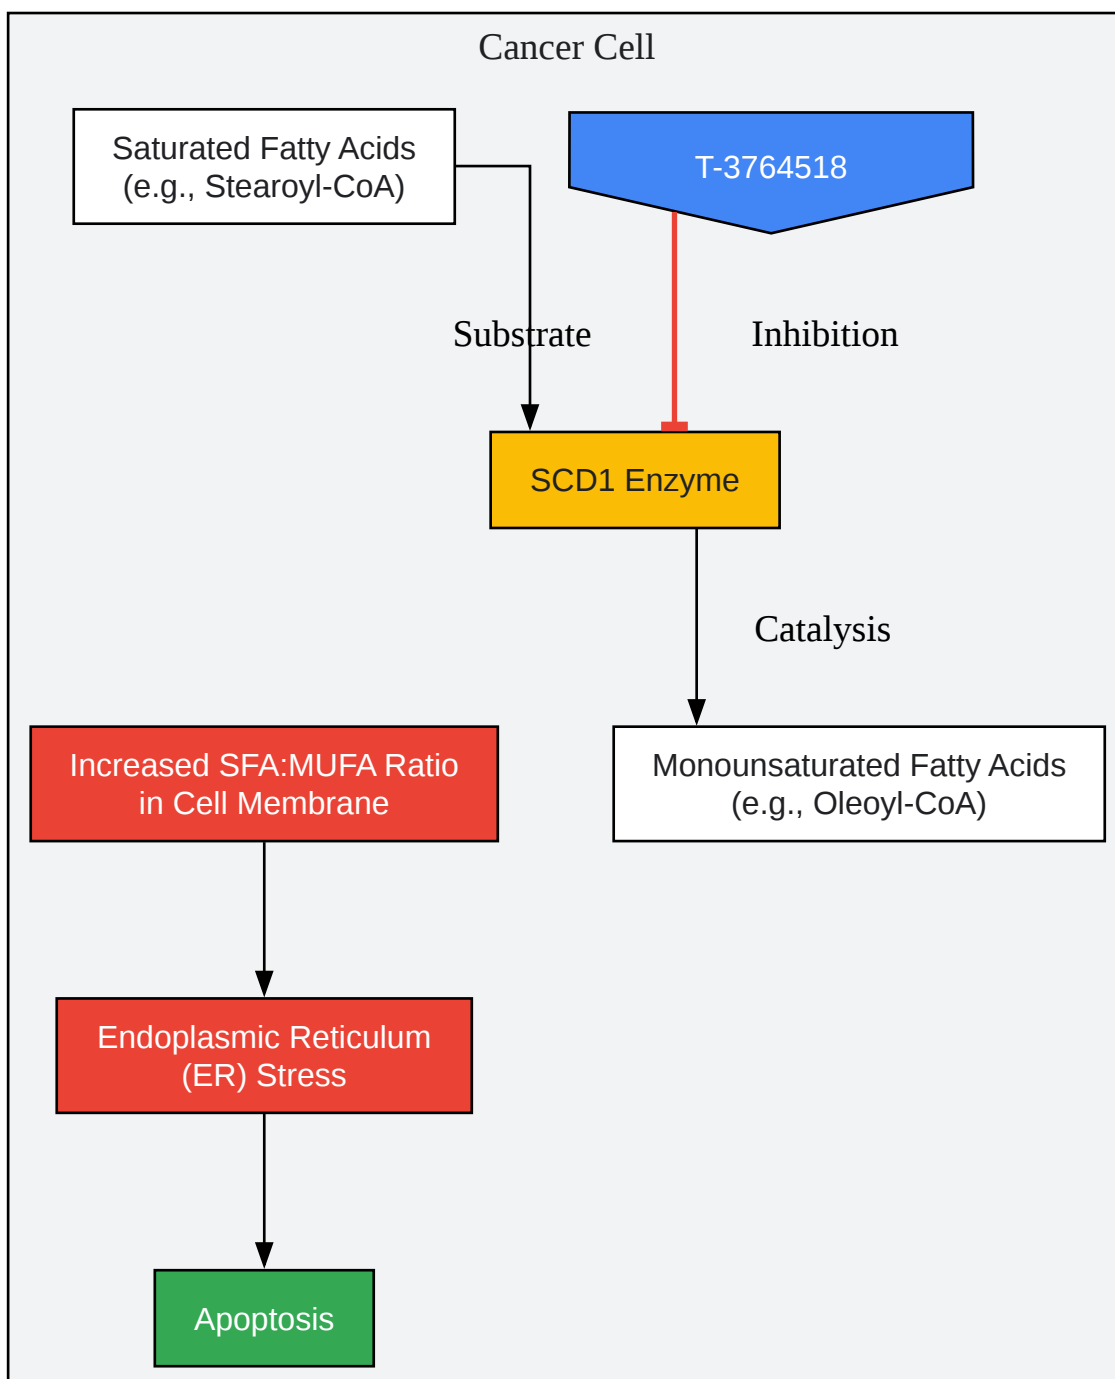 Cancer Cell
Saturated Fatty Acids
(e.g., Stearoyl-CoA)
T-3764518
Substrate
Inhibition
SCD1 Enzyme
Catalysis
Increased SFA:MUFA Ratio
in Cell Membrane
Monounsaturated Fatty Acids
(e.g., Oleoyl-CoA)
Endoplasmic Reticulum
(ER) Stress
Apoptosis